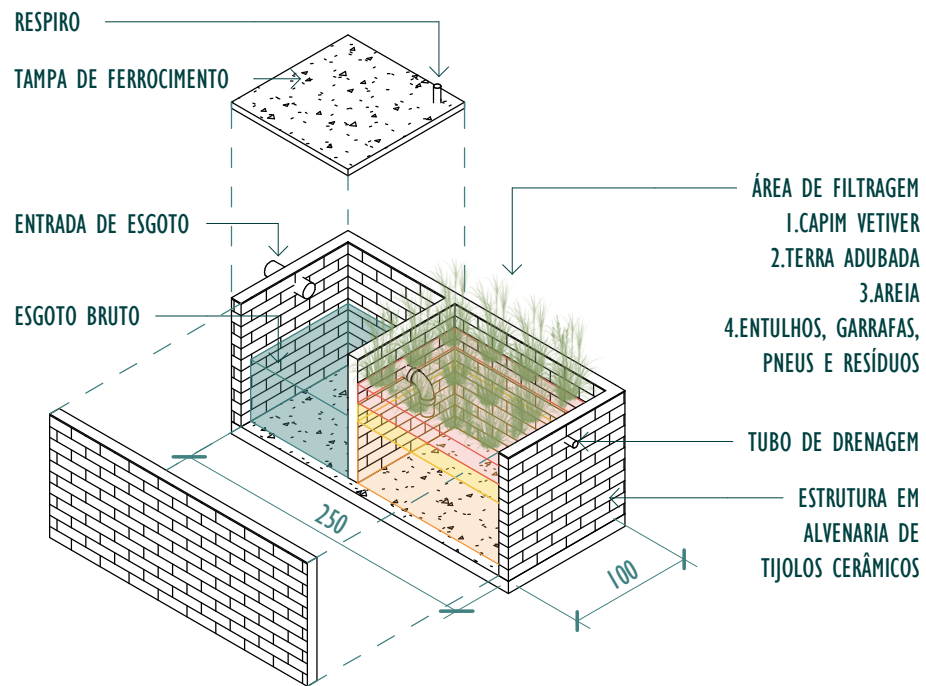 RESPIRO
TAMPA DE FERROCIMENTO
ENTRADA DE ESGOTO
ESGOTO BRUTO
ÁREA DE FILTRAGEM
1.CAPIM VETIVER
2.TERRA ADUBADA
3.AREIA
4.ENTULHOS, GARRAFAS,
PNEUS E RESÍDUOS
TUBO DE DRENAGEM
ESTRUTURA EM
ALVENARIA DE
TIJOLOS CERÂMICOS
250
100